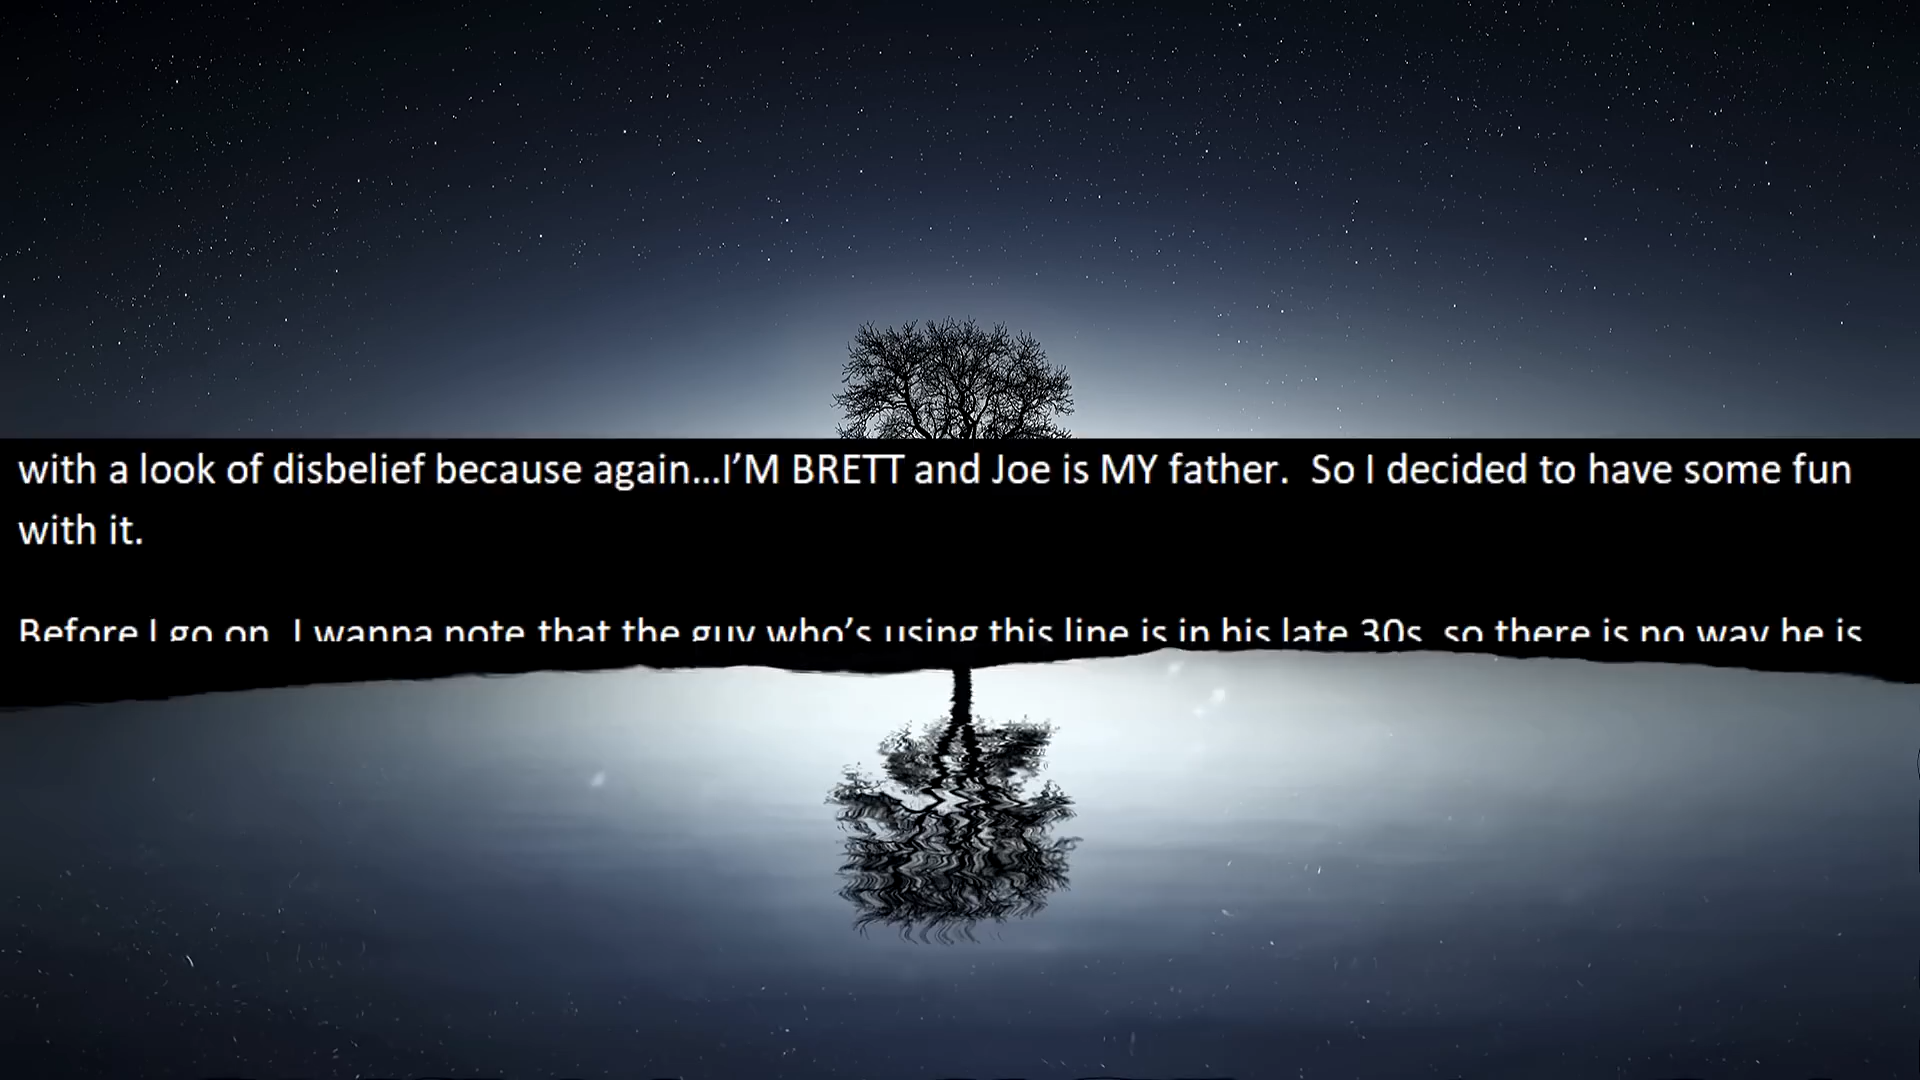 with a look of disbelief because again...I’M BRETT and Joe is MY father.  So I decided to have some fun
with it.
Before I go on, I wanna note that the guy who’s using this line is in his late 30s, so there is no way he is